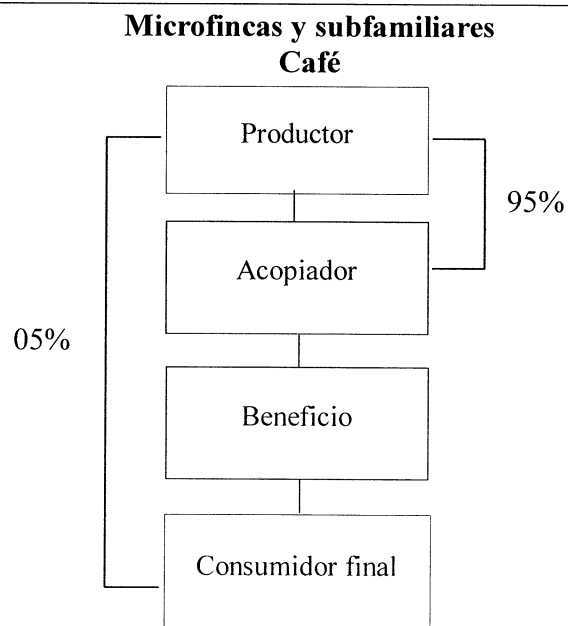 Microfincas y subfamiliares
Café
Productor
95%
Acopiador
05%
Beneficio
Consumidor final